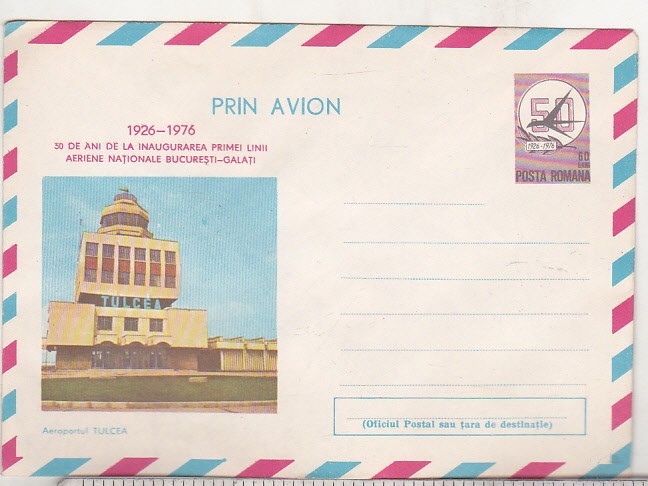 PRIN AVION
1926-1976
50 DE ANI DE LA INAUGURAREA PRIMEI LINII
AERIENE NAȚIONALE BUCUREȘTI-GALAȚI
50
1926-1976
60
BANI
POSTA ROMANA
TULCEA
Aeroportul TULCEA
(Oficiul Postal sau țara de destinație)